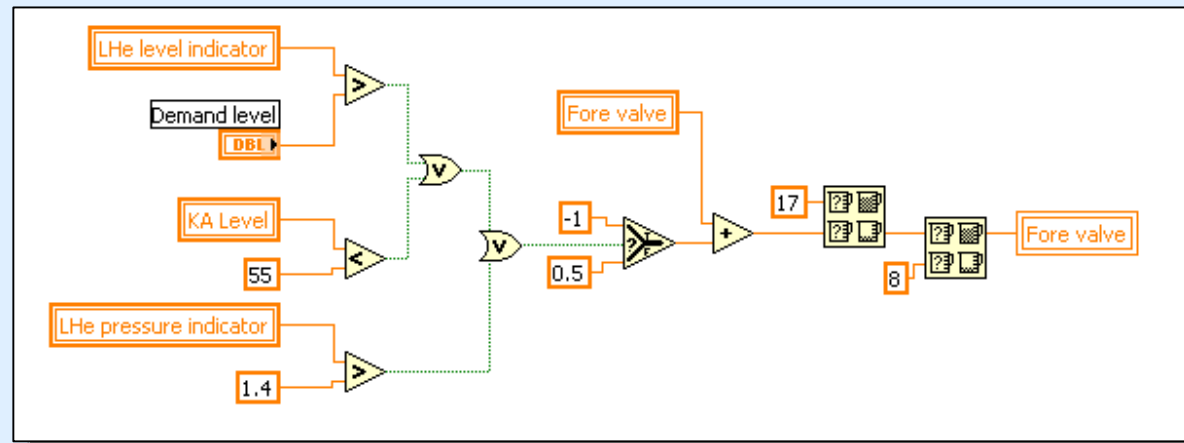 LHe level indicator
>
Demand level
DBL
V
Fore valve
KA Level
<
55
V
-1
?
0.5
+
17
? ?
? ?
? ?
? ?
8
Fore valve
LHe pressure indicator
>
1.4